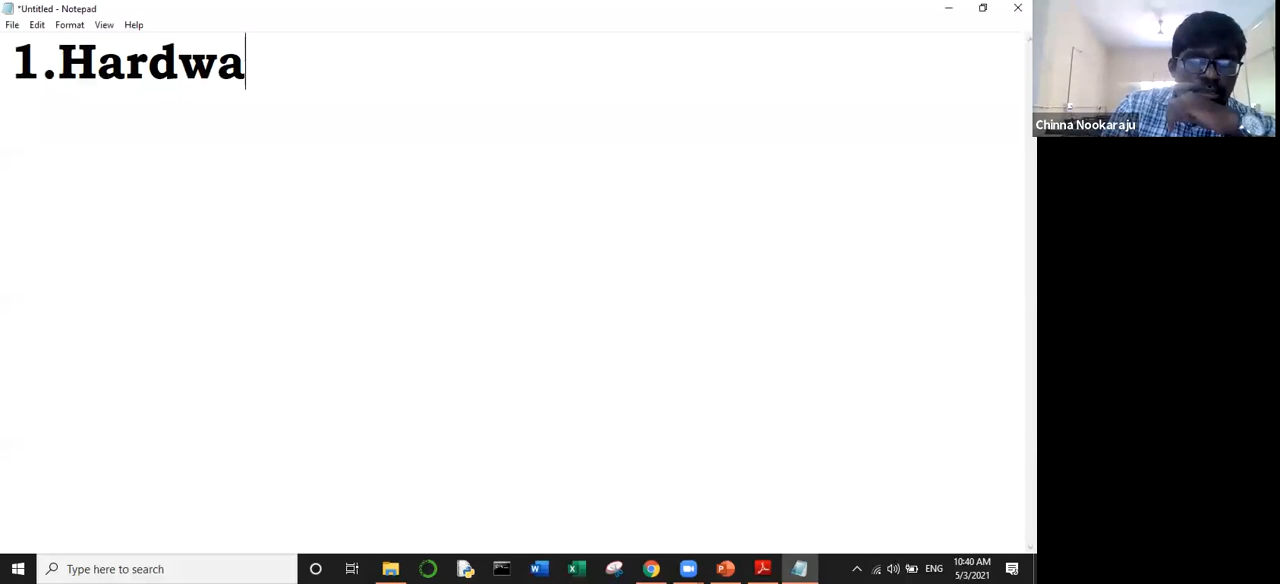 *Untitled - Notepad
File Edit Format View Help
1.Hardwa
Chinna Nookaraju
Type here to search
ENG
10:40 AM
5/3/2021